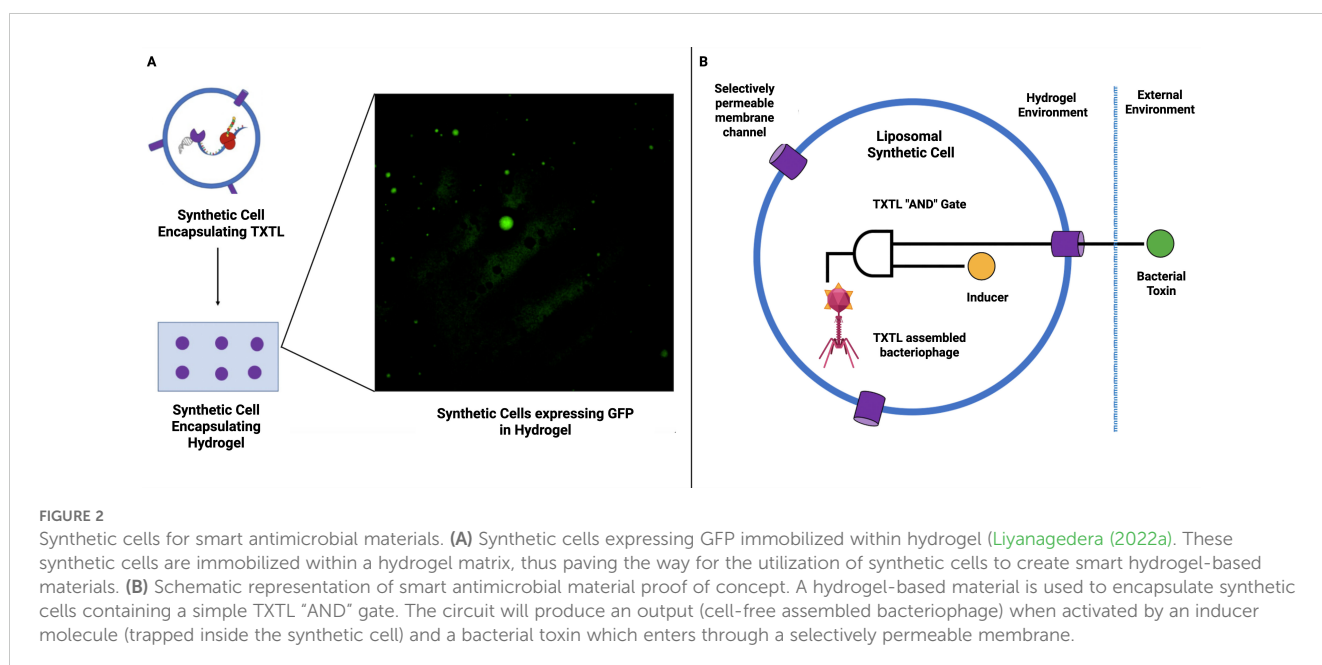 A
Synthetic Cell
Encapsulating TXTL
Synthetic Cell
Encapsulating
Hydrogel
Synthetic Cells expressing GFP
in Hydrogel
B
Selectively
permeable
membrane
channel
Liposomal
Synthetic Cell
Hydrogel
Environment
External
Environment
TXTL "AND" Gate
Inducer
Bacterial
Toxin
TXTL assembled
bacteriophage
FIGURE 2
Synthetic cells for smart antimicrobial materials. (A) Synthetic cells expressing GFP immobilized within hydrogel (Liyanagedera (2022a). These
synthetic cells are immobilized within a hydrogel matrix, thus paving the way for the utilization of synthetic cells to create smart hydrogel-based
materials. (B) Schematic representation of smart antimicrobial material proof of concept. A hydrogel-based material is used to encapsulate synthetic
cells containing a simple TXTL “AND” gate. The circuit will produce an output (cell-free assembled bacteriophage) when activated by an inducer
molecule (trapped inside the synthetic cell) and a bacterial toxin which enters through a selectively permeable membrane.